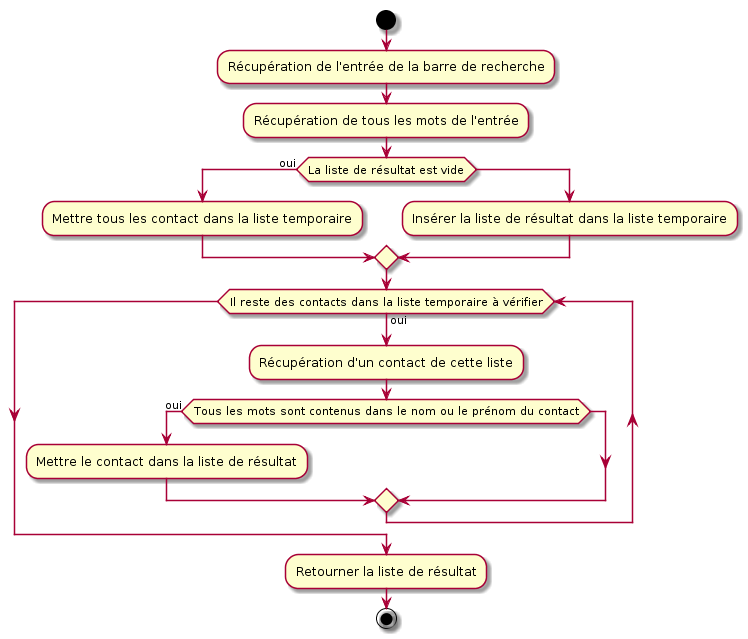 Récupération de l'entrée de la barre de recherche
Récupération de tous les mots de l'entrée
oui
La liste de résultat est vide
Mettre tous les contact dans la liste temporaire
Insérer la liste de résultat dans la liste temporaire
Il reste des contacts dans la liste temporaire à vérifier
oui
Récupération d'un contact de cette liste
oui
Tous les mots sont contenus dans le nom ou le prénom du contact
Mettre le contact dans la liste de résultat
Retourner la liste de résultat